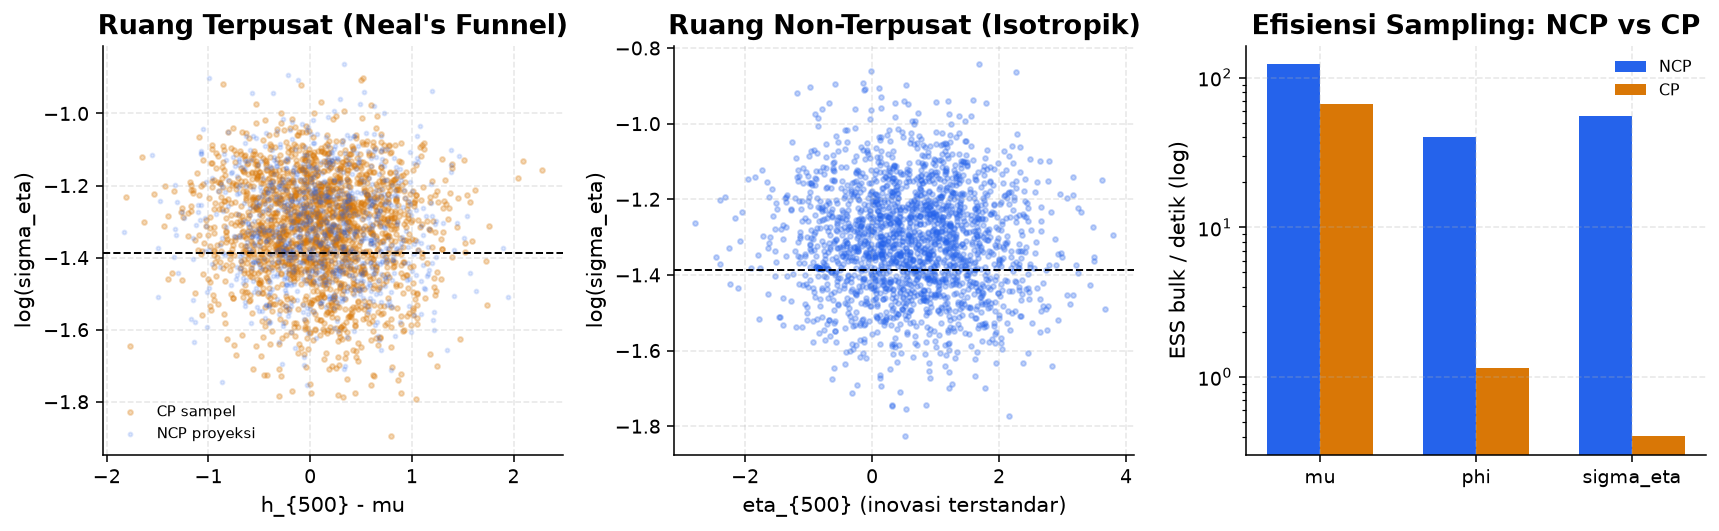 Ruang Terpusat (Neal's Funnel)
log(sigma_eta)
−1.0
−1.2
−1.4
−1.6
−1.8
CP sampel
NCP proyeksi
−2
−1
0
1
2
h_{500} - mu
Ruang Non-Terpusat (Isotropik)
log(sigma_eta)
−0.8
−1.0
−1.2
−1.4
−1.6
−1.8
−2
0
2
4
eta_{500} (inovasi terstandar)
Efisiensi Sampling: NCP vs CP
ESS bulk / detik (log)
10²
10¹
10⁰
NCP
CP
mu
phi
sigma_eta